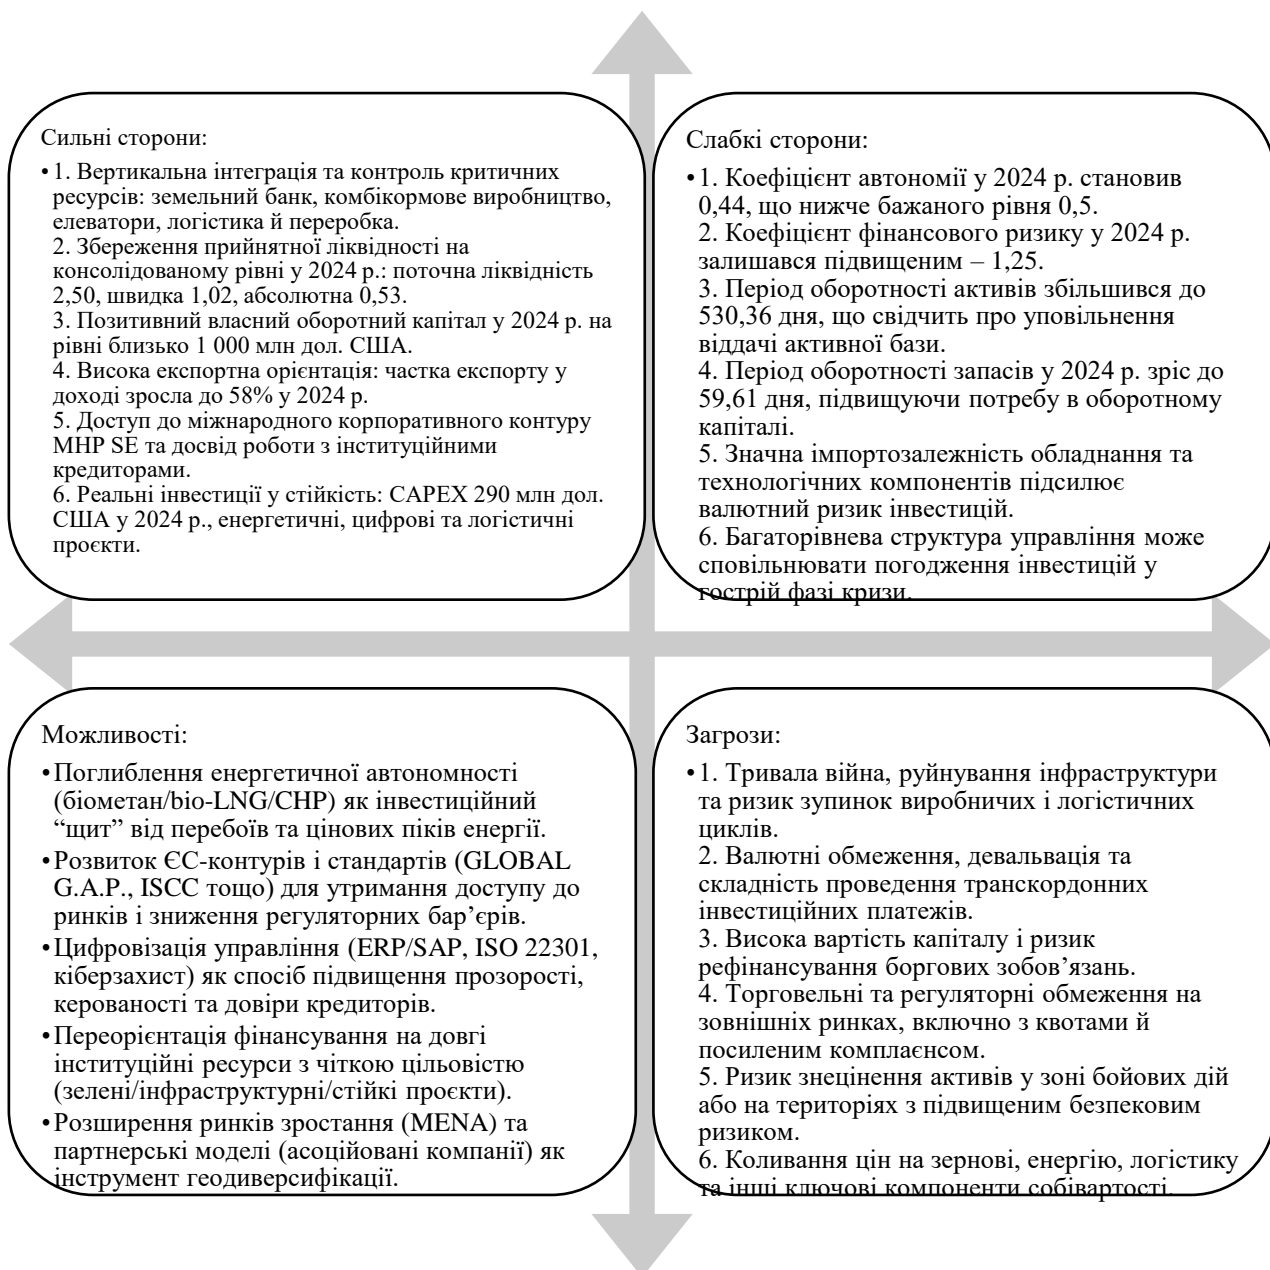 Сильні сторони:
• 1. Вертикальна інтеграція та контроль критичних
ресурсів: земельний банк, комбікормове виробництво,
елеватори, логістика й переробка.
2. Збереження прийнятної ліквідності на
консолідованому рівні у 2024 р.: поточна ліквідність
2,50, швидка 1,02, абсолютна 0,53.
3. Позитивний власний оборотний капітал у 2024 р. на
рівні близько 1 000 млн дол. США.
4. Висока експортна орієнтація: частка експорту у
доході зросла до 58% у 2024 р.
5. Доступ до міжнародного корпоративного контуру
MHP SE та досвід роботи з інституційними
кредиторами.
6. Реальні інвестиції у стійкість: CAPEX 290 млн дол.
США у 2024 р., енергетичні, цифрові та логістичні
проєкти.
Слабкі сторони:
• 1. Коефіцієнт автономії у 2024 р. становив
0,44, що нижче бажаного рівня 0,5.
2. Коефіцієнт фінансового ризику у 2024 р.
залишався підвищеним – 1,25.
3. Період оборотності активів збільшився до
530,36 дня, що свідчить про уповільнення
віддачі активної бази.
4. Період оборотності запасів у 2024 р. зріс до
59,61 дня, підвищуючи потребу в оборотному
капіталі.
5. Значна імпортозалежність обладнання та
технологічних компонентів підсилює
валютний ризик інвестицій.
6. Багаторівнева структура управління може
сповільнювати погодження інвестицій у
гострій фазі кризи.
Можливості:
• Поглиблення енергетичної автономності
(біометан/bio-LNG/CHP) як інвестиційний
“щит” від перебоїв та цінових піків енергії.
• Розвиток ЄС-контурів і стандартів (GLOBAL
G.A.P., ISCC тощо) для утримання доступу до
ринків і зниження регуляторних бар’єрів.
• Цифровізація управління (ERP/SAP, ISO 22301,
кіберзахист) як спосіб підвищення прозорості,
керованості та довіри кредиторів.
• Переорієнтація фінансування на довгі
інституційні ресурси з чіткою цільовістю
(зелені/інфраструктурні/стійкі проєкти).
• Розширення ринків зростання (MENA) та
партнерські моделі (асоційовані компанії) як
інструмент геодиверсифікації.
Загрози:
• 1. Тривала війна, руйнування інфраструктури
та ризик зупинок виробничих і логістичних
циклів.
2. Валютні обмеження, девальвація та
складність проведення транскордонних
інвестиційних платежів.
3. Висока вартість капіталу і ризик
рефінансування боргових зобов’язань.
4. Торговельні та регуляторні обмеження на
зовнішніх ринках, включно з квотами й
посиленим комплаєнсом.
5. Ризик знецінення активів у зоні бойових дій
або на територіях з підвищеним безпековим
ризиком.
6. Коливання цін на зернові, енергію, логістику
та інші ключові компоненти собівартості.